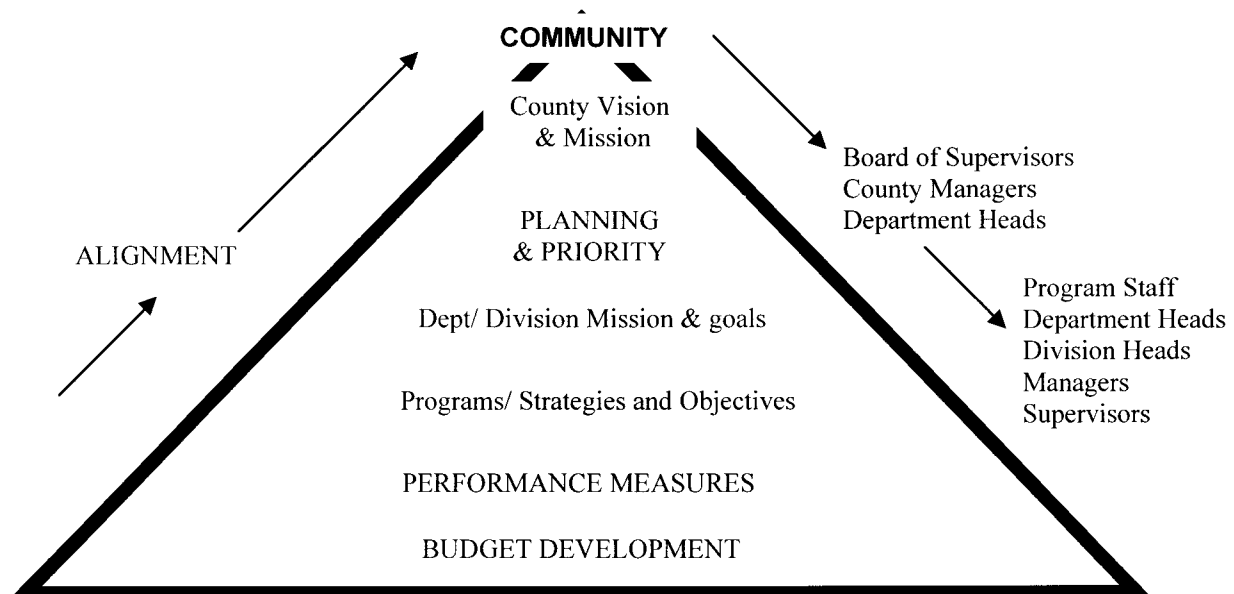 COMMUNITY
County Vision
& Mission
PLANNING
& PRIORITY
Dept/ Division Mission & goals
Programs/ Strategies and Objectives
PERFORMANCE MEASURES
BUDGET DEVELOPMENT
ALIGNMENT
Board of Supervisors
County Managers
Department Heads
Program Staff
Department Heads
Division Heads
Managers
Supervisors